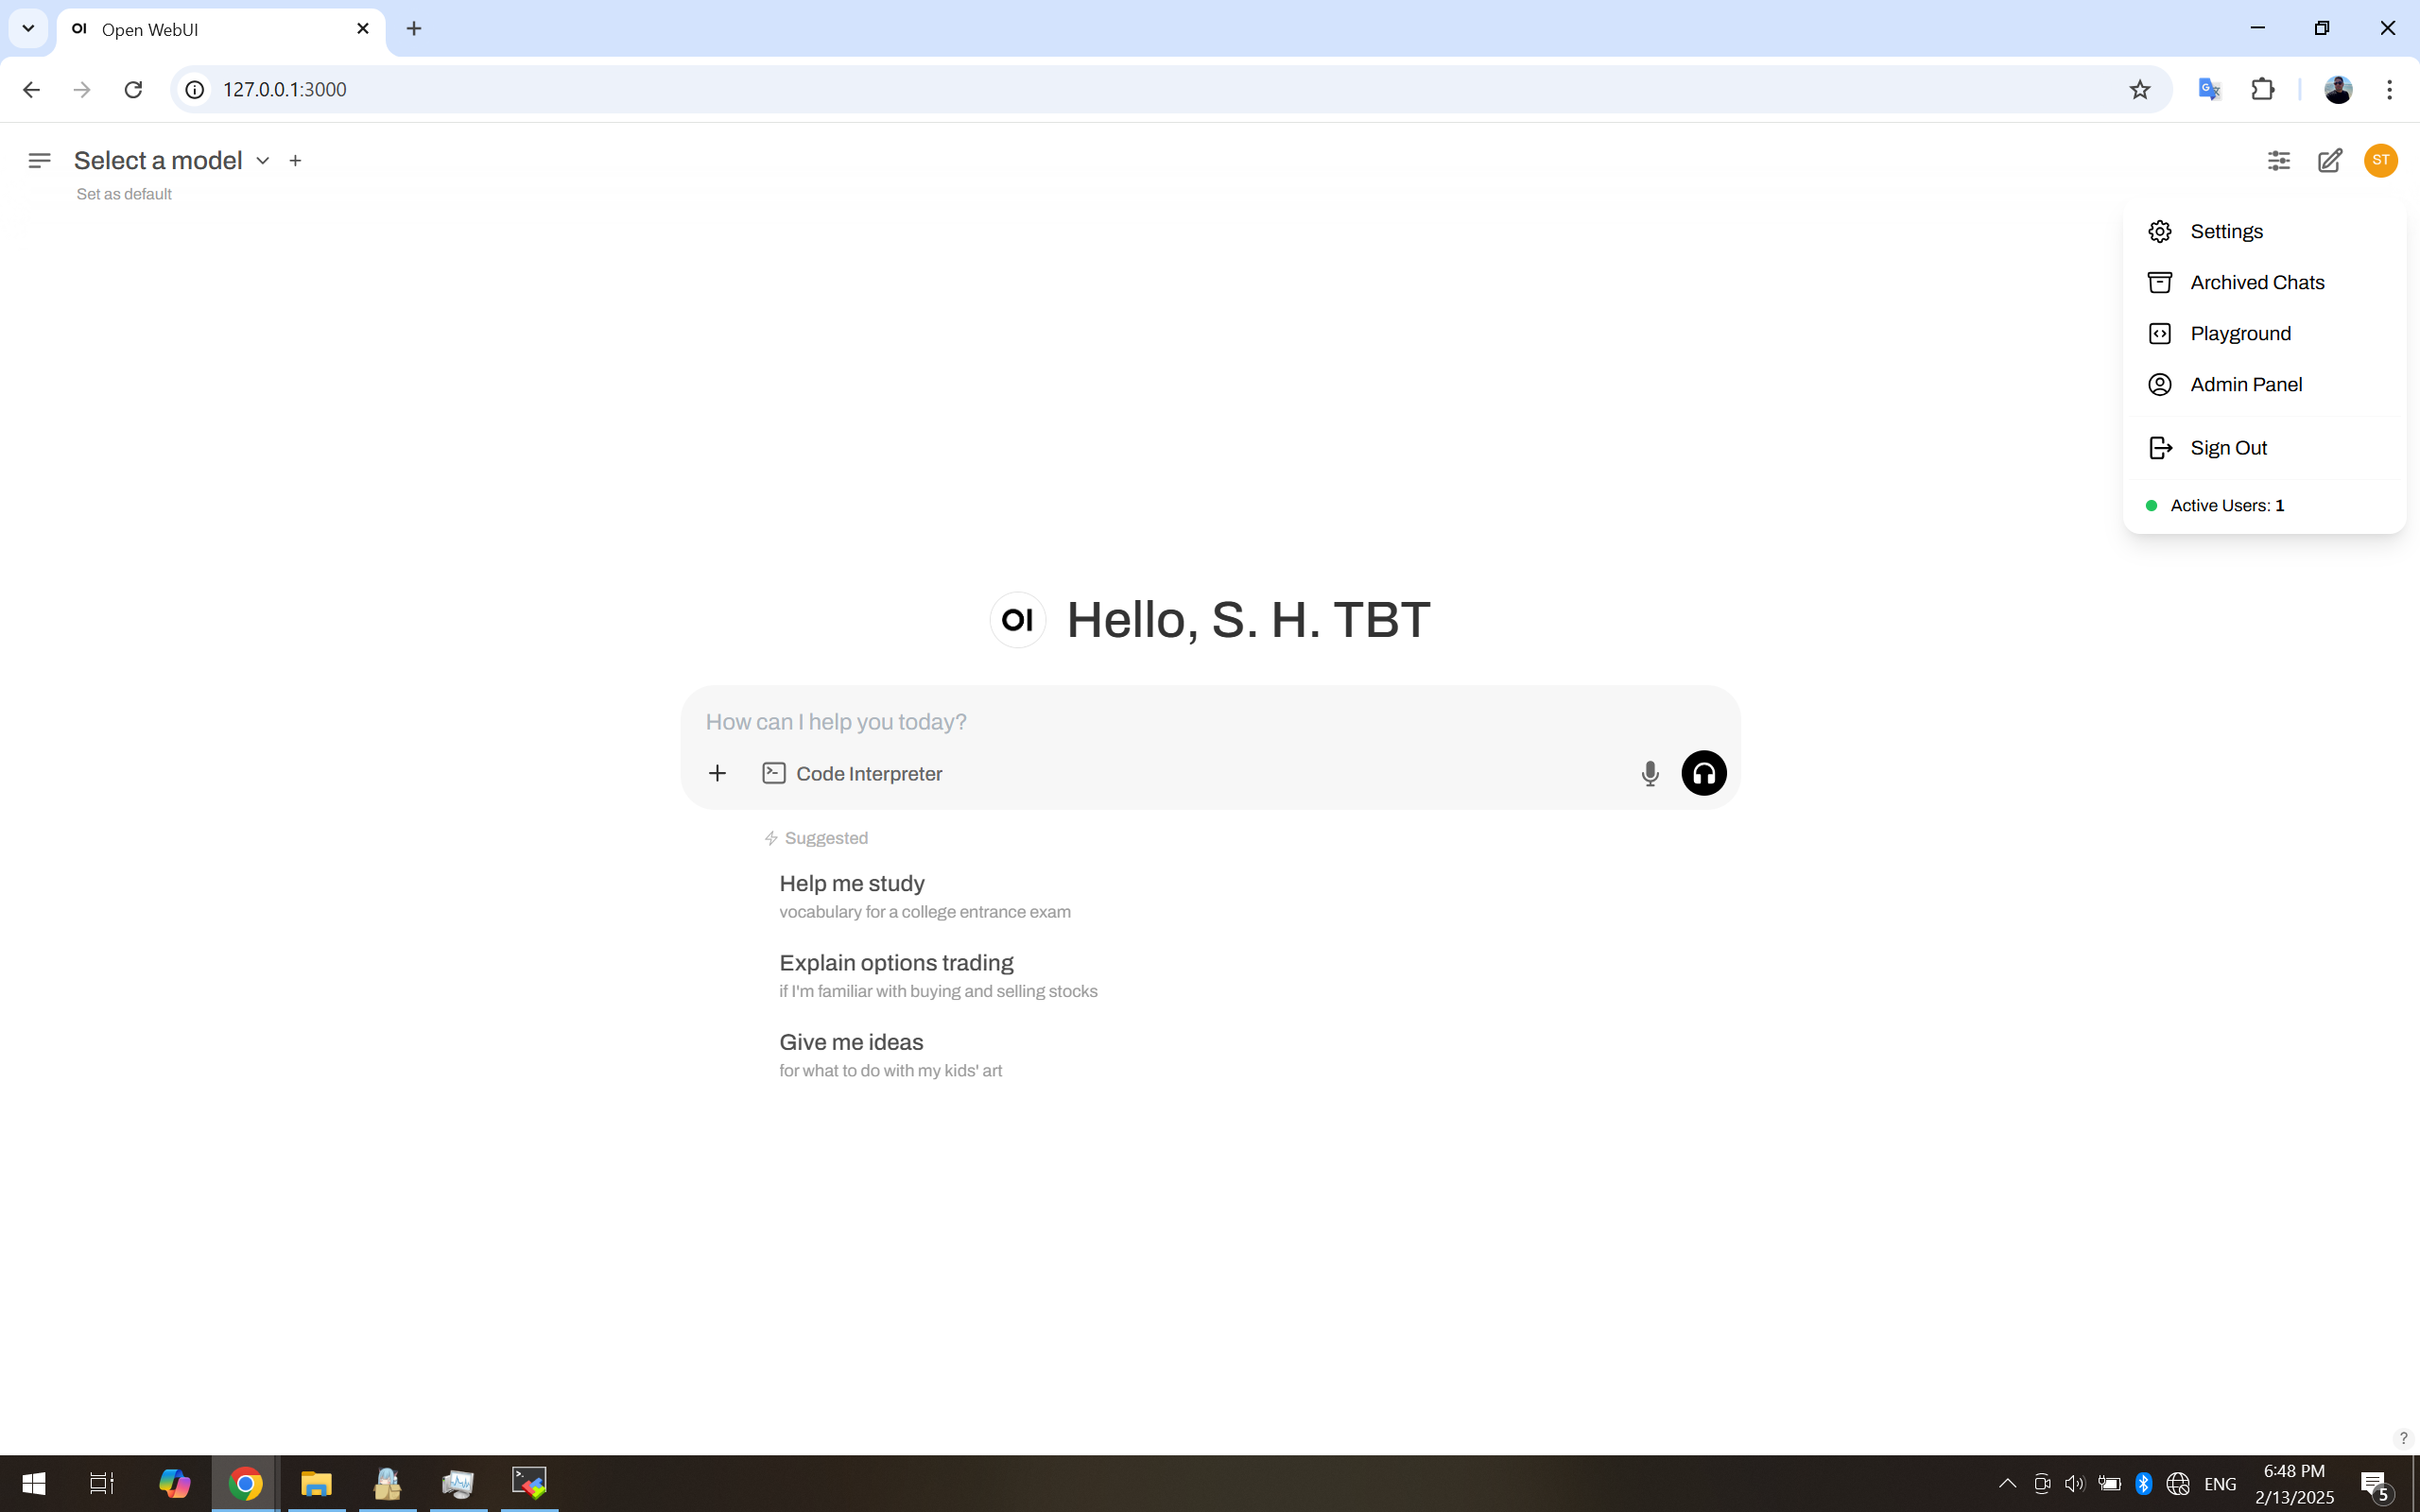 OI Open WebUI
127.0.0.1:3000
Select a model
Set as default
ST
Settings
Archived Chats
Playground
Admin Panel
Sign Out
Active Users: 1
OI Hello, S. H. TBT
How can I help you today?
Code Interpreter
Suggested
Help me study
vocabulary for a college entrance exam
Explain options trading
if I'm familiar with buying and selling stocks
Give me ideas
for what to do with my kids' art
?
ENG
6:48 PM
2/13/2025
5